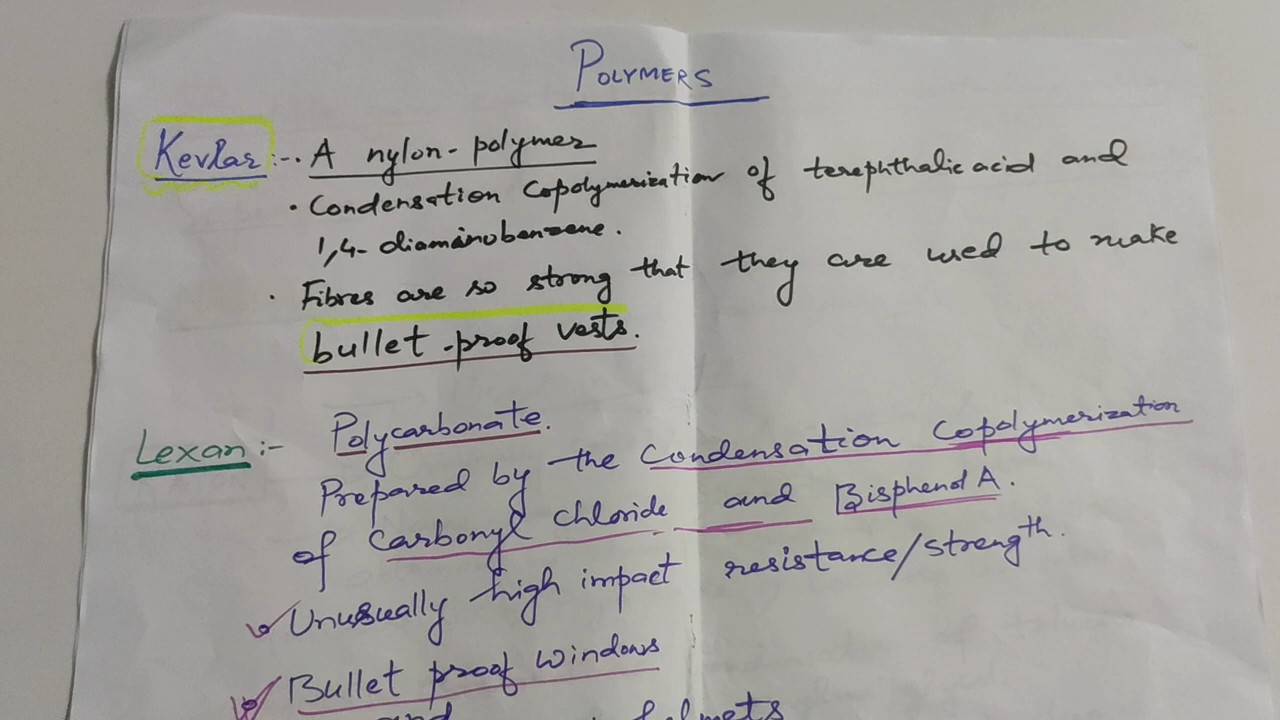 POLYMERS
Kevlar :-. A nylon-polymer
. Condensation Copolymerization of terephthalic acid and
1,4-diaminobenzene.
. Fibres are so strong that they are used to make
bullet-proof vests.
Lexan :- Polycarbonate.
Prepared by the Condensation Copolymerization
of Carbonyl chloride and Bisphenol A.
Unusually high impact resistance/strength.
Bullet proof windows
and